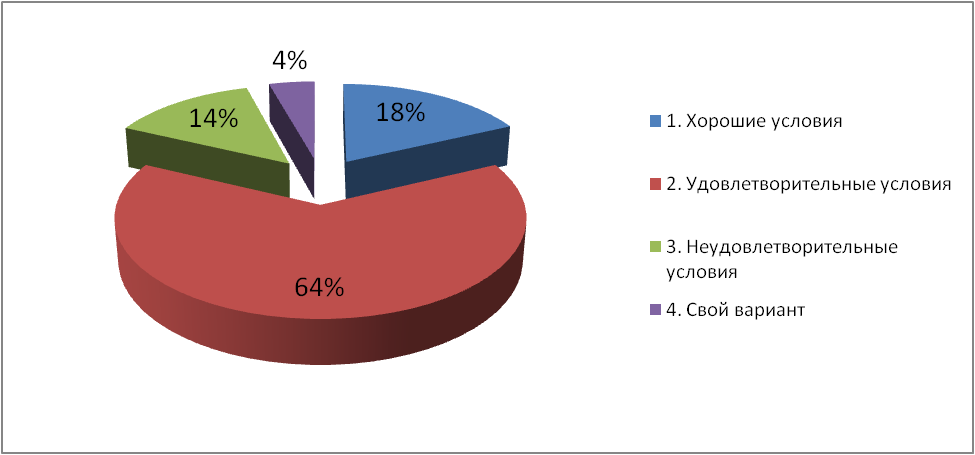 4%
14%
18%
64%
1. Хорошие условия
2. Удовлетворительные условия
3. Неудовлетворительные
условия
4. Свой вариант